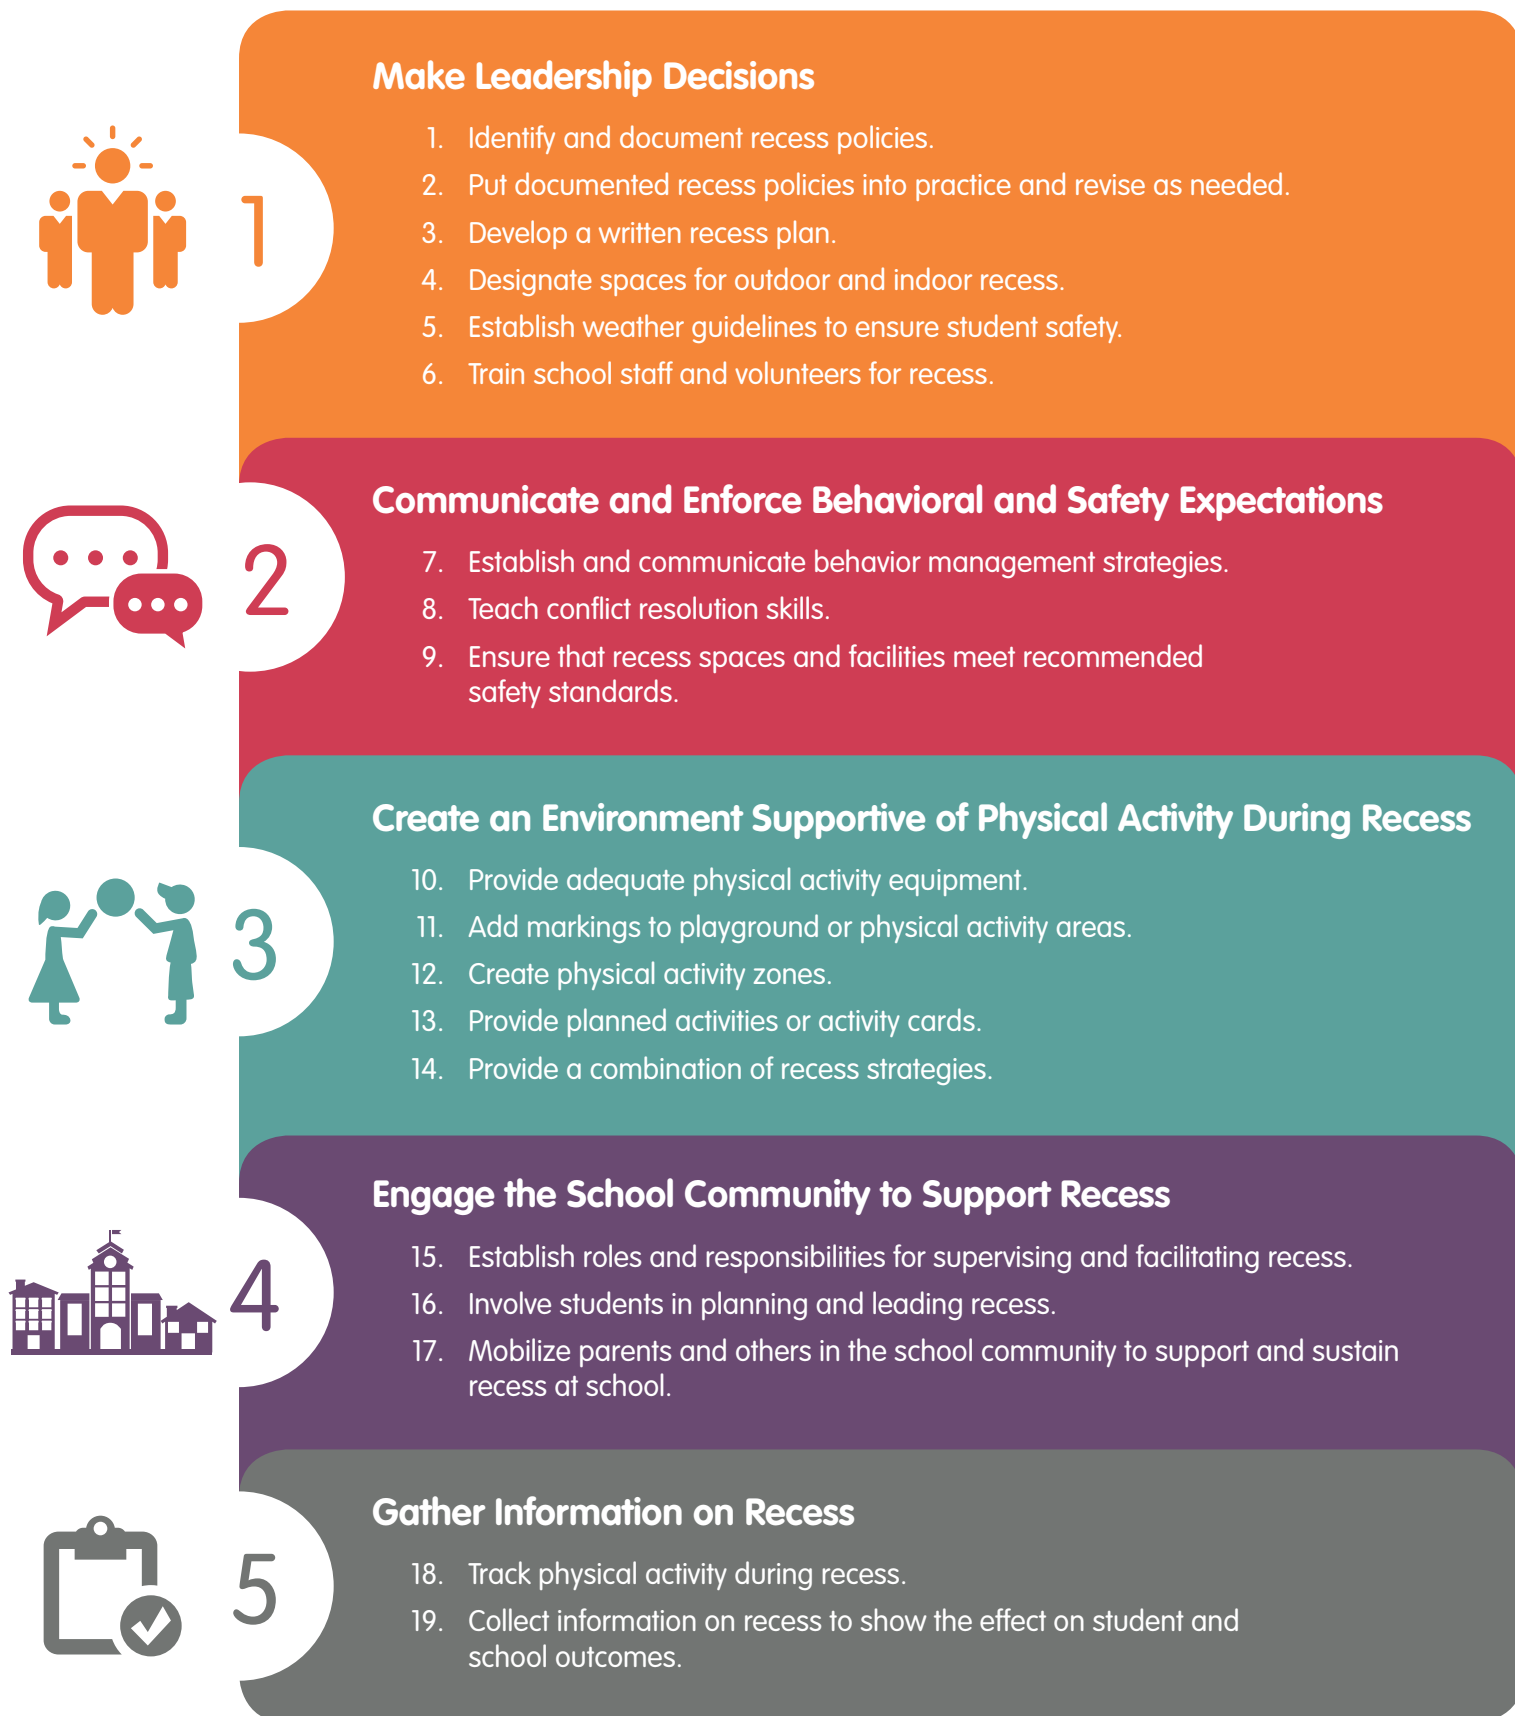 1
Make Leadership Decisions
1. Identify and document recess policies.
2. Put documented recess policies into practice and revise as needed.
3. Develop a written recess plan.
4. Designate spaces for outdoor and indoor recess.
5. Establish weather guidelines to ensure student safety.
6. Train school staff and volunteers for recess.
2
Communicate and Enforce Behavioral and Safety Expectations
7. Establish and communicate behavior management strategies.
8. Teach conflict resolution skills.
9. Ensure that recess spaces and facilities meet recommended
safety standards.
3
Create an Environment Supportive of Physical Activity During Recess
10. Provide adequate physical activity equipment.
11. Add markings to playground or physical activity areas.
12. Create physical activity zones.
13. Provide planned activities or activity cards.
14. Provide a combination of recess strategies.
4
Engage the School Community to Support Recess
15. Establish roles and responsibilities for supervising and facilitating recess.
16. Involve students in planning and leading recess.
17. Mobilize parents and others in the school community to support and sustain
recess at school.
5
Gather Information on Recess
18. Track physical activity during recess.
19. Collect information on recess to show the effect on student and
school outcomes.